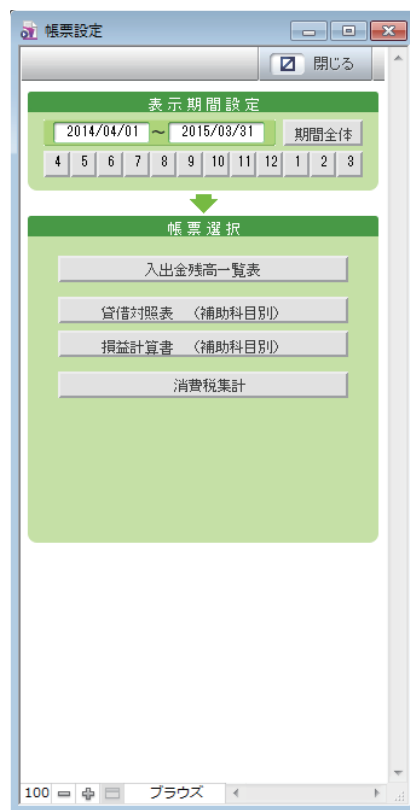 帳票設定
閉じる
表示期間設定
2014/04/01 ~ 2015/03/31 期間全体
4 5 6 7 8 9 10 11 12 1 2 3
帳票選択
入出金残高一覧表
貸借対照表 (補助科目別)
損益計算書 (補助科目別)
消費税集計
100 ブラウズ